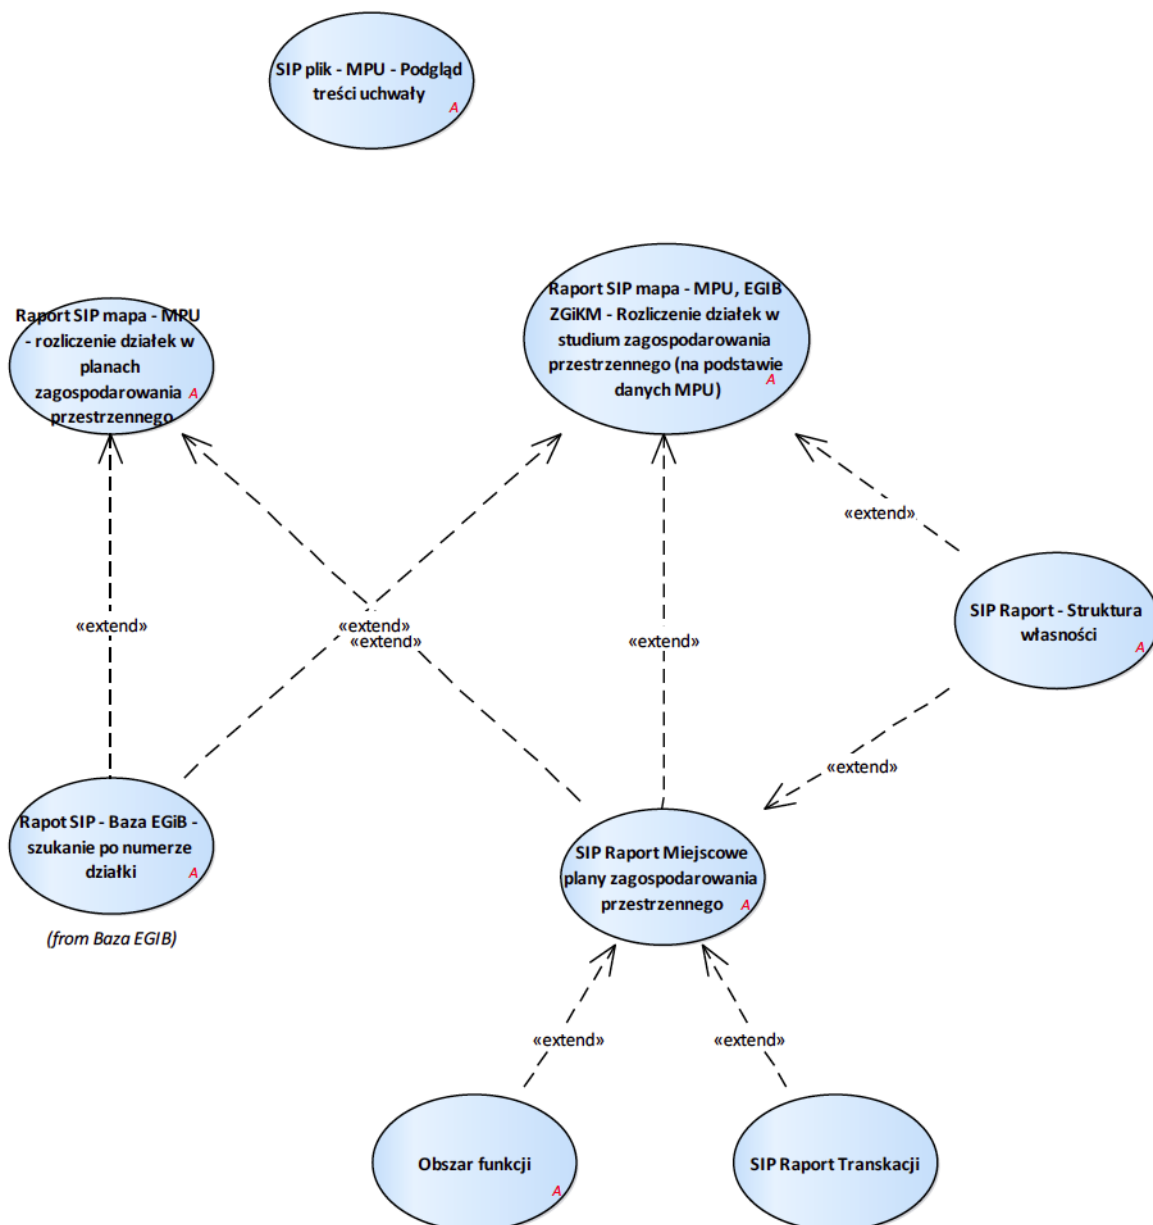 SIP plik - MPU - Podgląd
treści uchwały
A
Raport SIP mapa - MPU
- rozliczenie działek w
planach
zagospodarowania
przestrzennego
A
Raport SIP mapa - MPU, EGIB
ZGiKM - Rozliczenie działek w
studium zagospodarowania
przestrzennego (na podstawie
danych MPU)
A
«extend»
SIP Raport - Struktura
własności
A
«extend»
«extend»
«extend»
«extend»
«extend»
Rapot SIP - Baza EGiB -
szukanie po numerze
działki
A
(from Baza EGIB)
SIP Raport Miejscowe
plany zagospodarowania
przestrzennego
A
«extend»
«extend»
Obszar funkcji
A
SIP Raport Transkacji